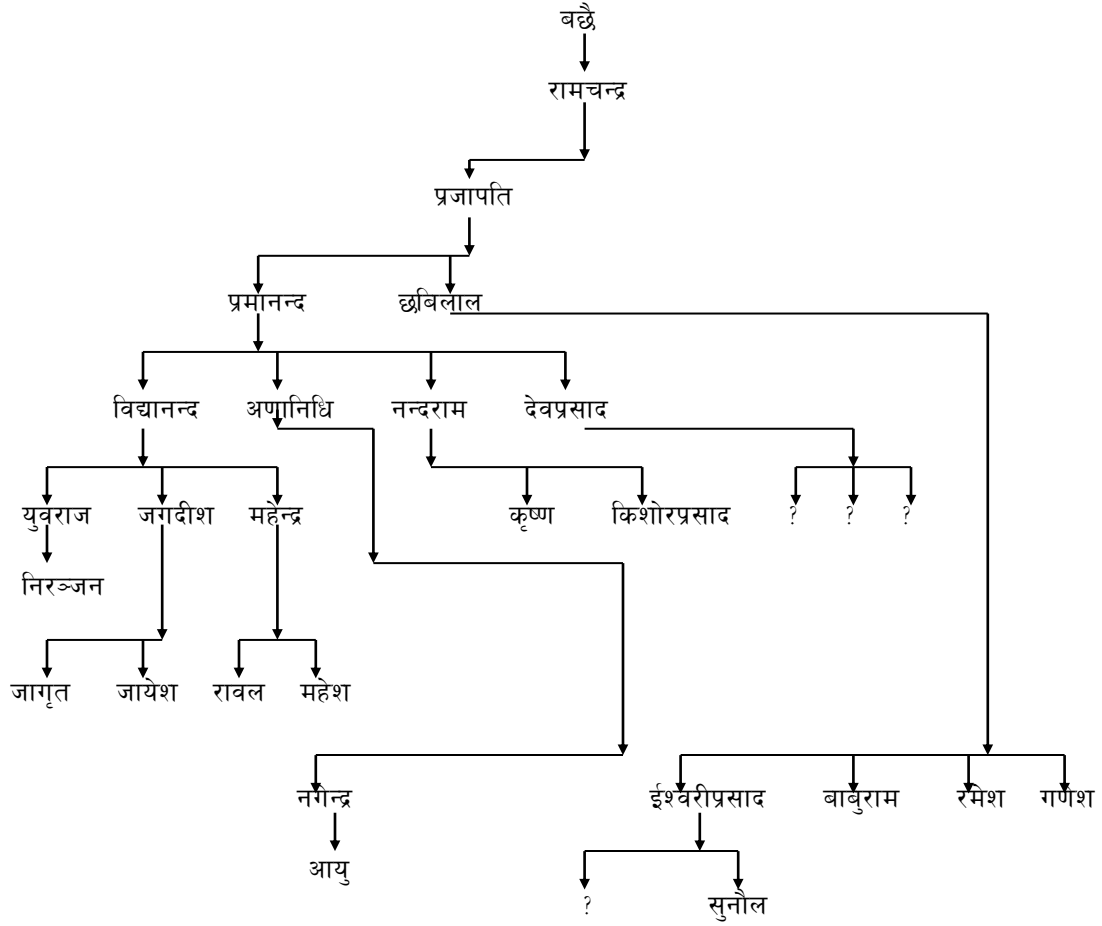 बछै
रामचन्द्र
प्रजापति
प्रमानन्द छबिलाल
विद्यानन्द अणानिधि नन्दराम देवप्रसाद
युवराज जगदीश महेन्द्र कृष्ण किशोरप्रसाद ? ? ?
निरञ्जन
जागृत जायेश रावल महेश
नगेन्द्र ईश्वरीप्रसाद बाबुराम रमेश गणेश
आयु
? सुनौल